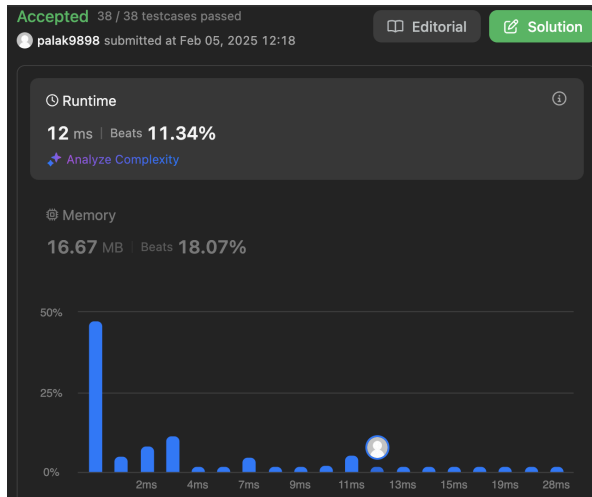 Accepted 38 / 38 testcases passed
Editorial
Solution
palak9898 submitted at Feb 05, 2025 12:18
Runtime
12 ms | Beats 11.34%
Analyze Complexity
Memory
16.67 MB | Beats 18.07%
50%
25%
0%
2ms 4ms 7ms 9ms 11ms 13ms 15ms 19ms 28ms